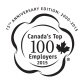 15TH ANNIVERSARY EDITION, 2000-2015
Canada's Top
100
Employers
2015